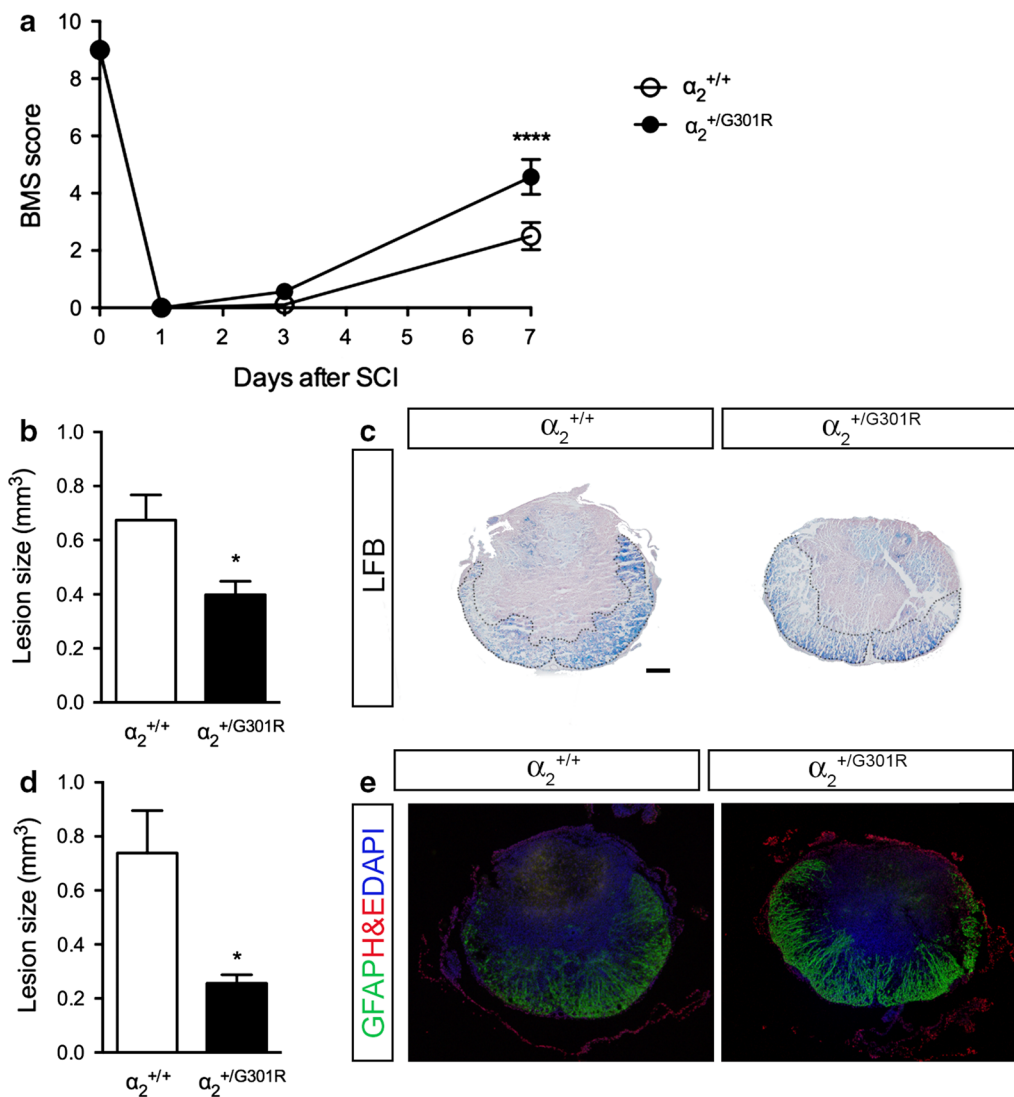 a
10
8
6
4
2
0
BMS score
0 1 2 3 4 5 6 7
Days after SCI
****
α₂⁺/⁺
α₂⁺/G301R
b
1.0
0.8
0.6
0.4
0.2
0.0
Lesion size (mm³)
*
α₂⁺/⁺ α₂⁺/G301R
c
α₂⁺/⁺ α₂⁺/G301R
LFB
d
1.0
0.8
0.6
0.4
0.2
0.0
Lesion size (mm³)
*
α₂⁺/⁺ α₂⁺/G301R
e
α₂⁺/⁺ α₂⁺/G301R
GFAPH&EDAPI